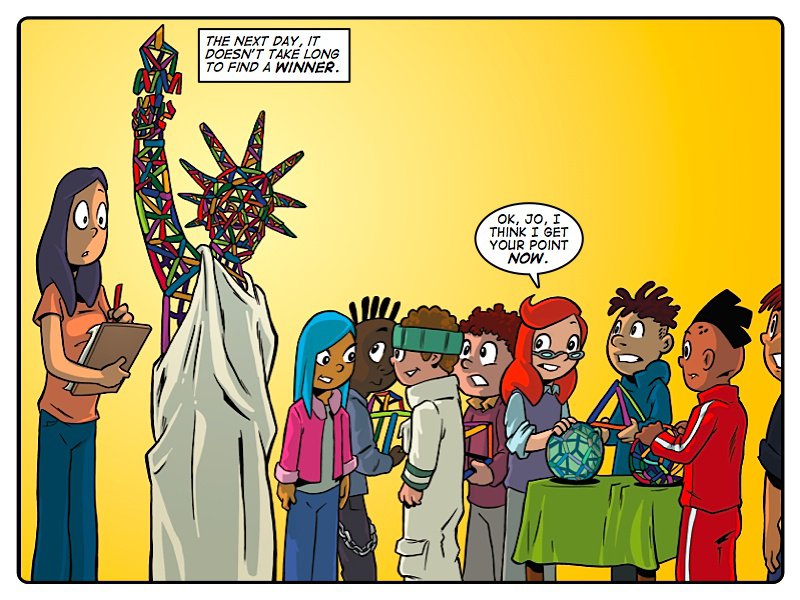 THE NEXT DAY, IT
DOESN'T TAKE LONG
TO FIND A WINNER.
OK, JO, I
THINK I GET
YOUR POINT
NOW.